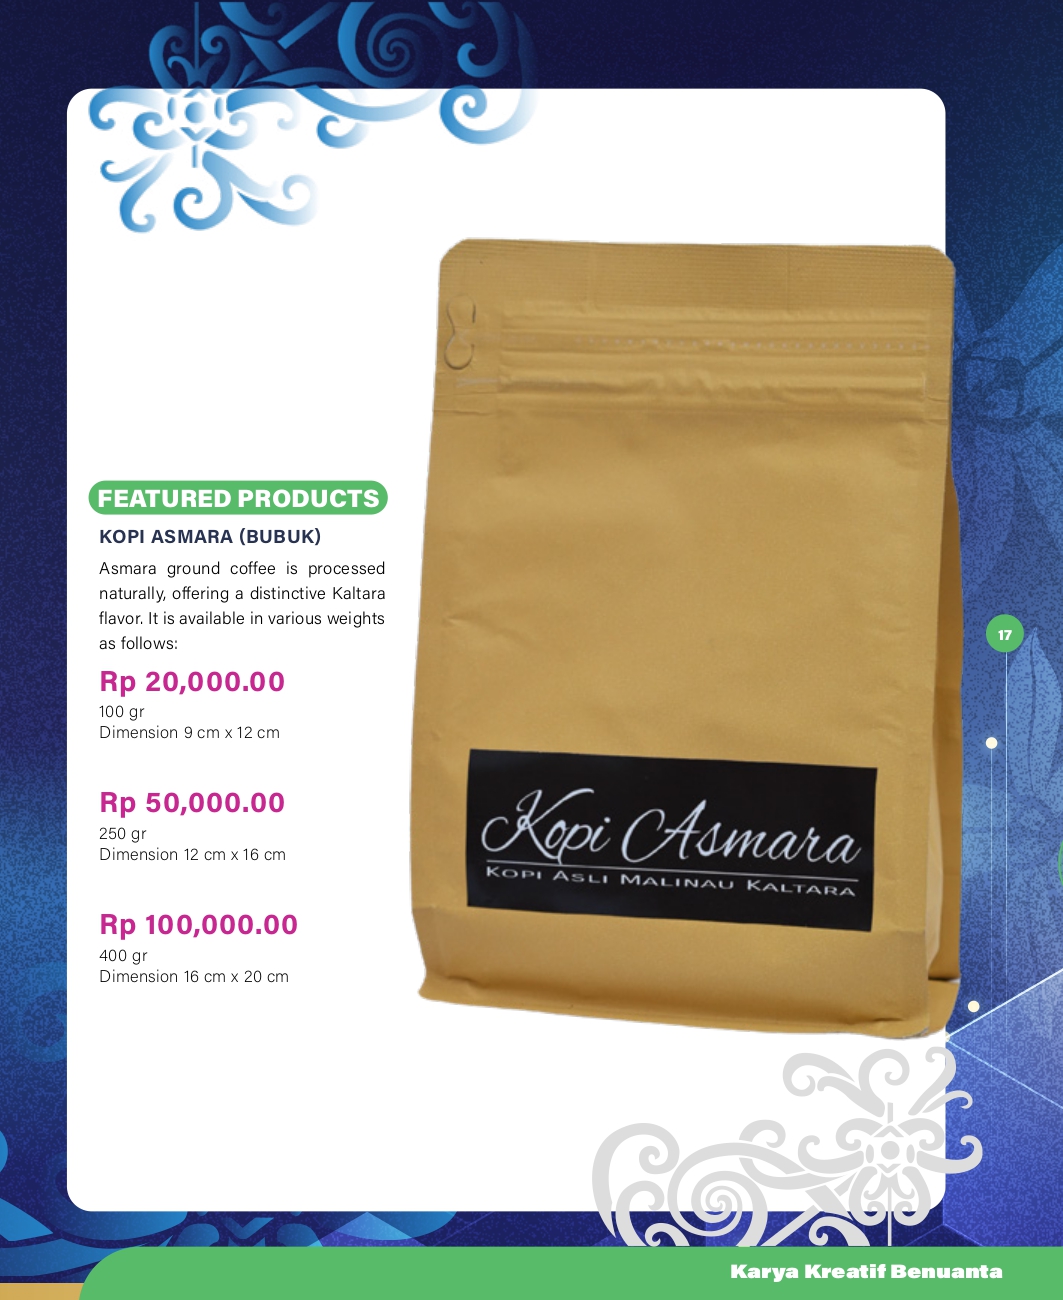 FEATURED PRODUCTS
KOPI ASMARA (BUBUK)
Asmara ground coffee is processed
naturally, offering a distinctive Kaltara
flavor. It is available in various weights
as follows:
Rp 20,000.00
100 gr
Dimension 9 cm x 12 cm
Rp 50,000.00
250 gr
Dimension 12 cm x 16 cm
Rp 100,000.00
400 gr
Dimension 16 cm x 20 cm
Kopi Asmara
KOPI ASLI MALINAU KALTARA
17
Karya Kreatif Benuanta